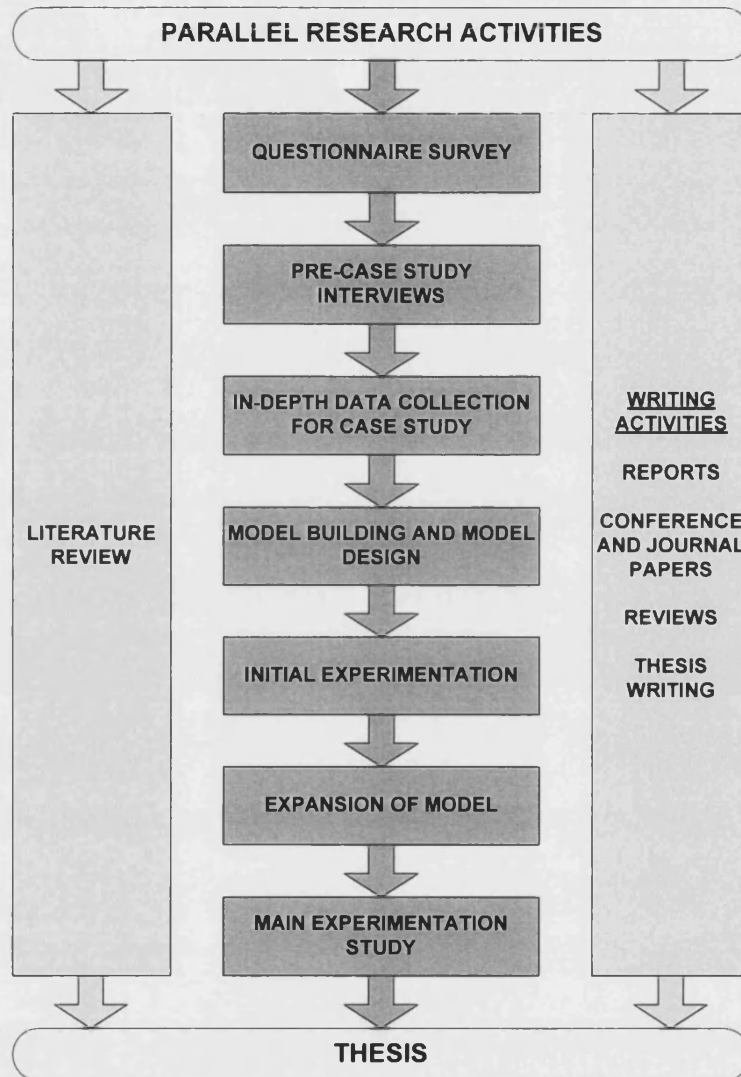 PARALLEL RESEARCH ACTIVITIES
QUESTIONNAIRE SURVEY
PRE-CASE STUDY
INTERVIEWS
IN-DEPTH DATA COLLECTION
FOR CASE STUDY
MODEL BUILDING AND MODEL
DESIGN
INITIAL EXPERIMENTATION
EXPANSION OF MODEL
MAIN EXPERIMENTATION
STUDY
LITERATURE
REVIEW
WRITING
ACTIVITIES
REPORTS
CONFERENCE
AND JOURNAL
PAPERS
REVIEWS
THESIS
WRITING
THESIS